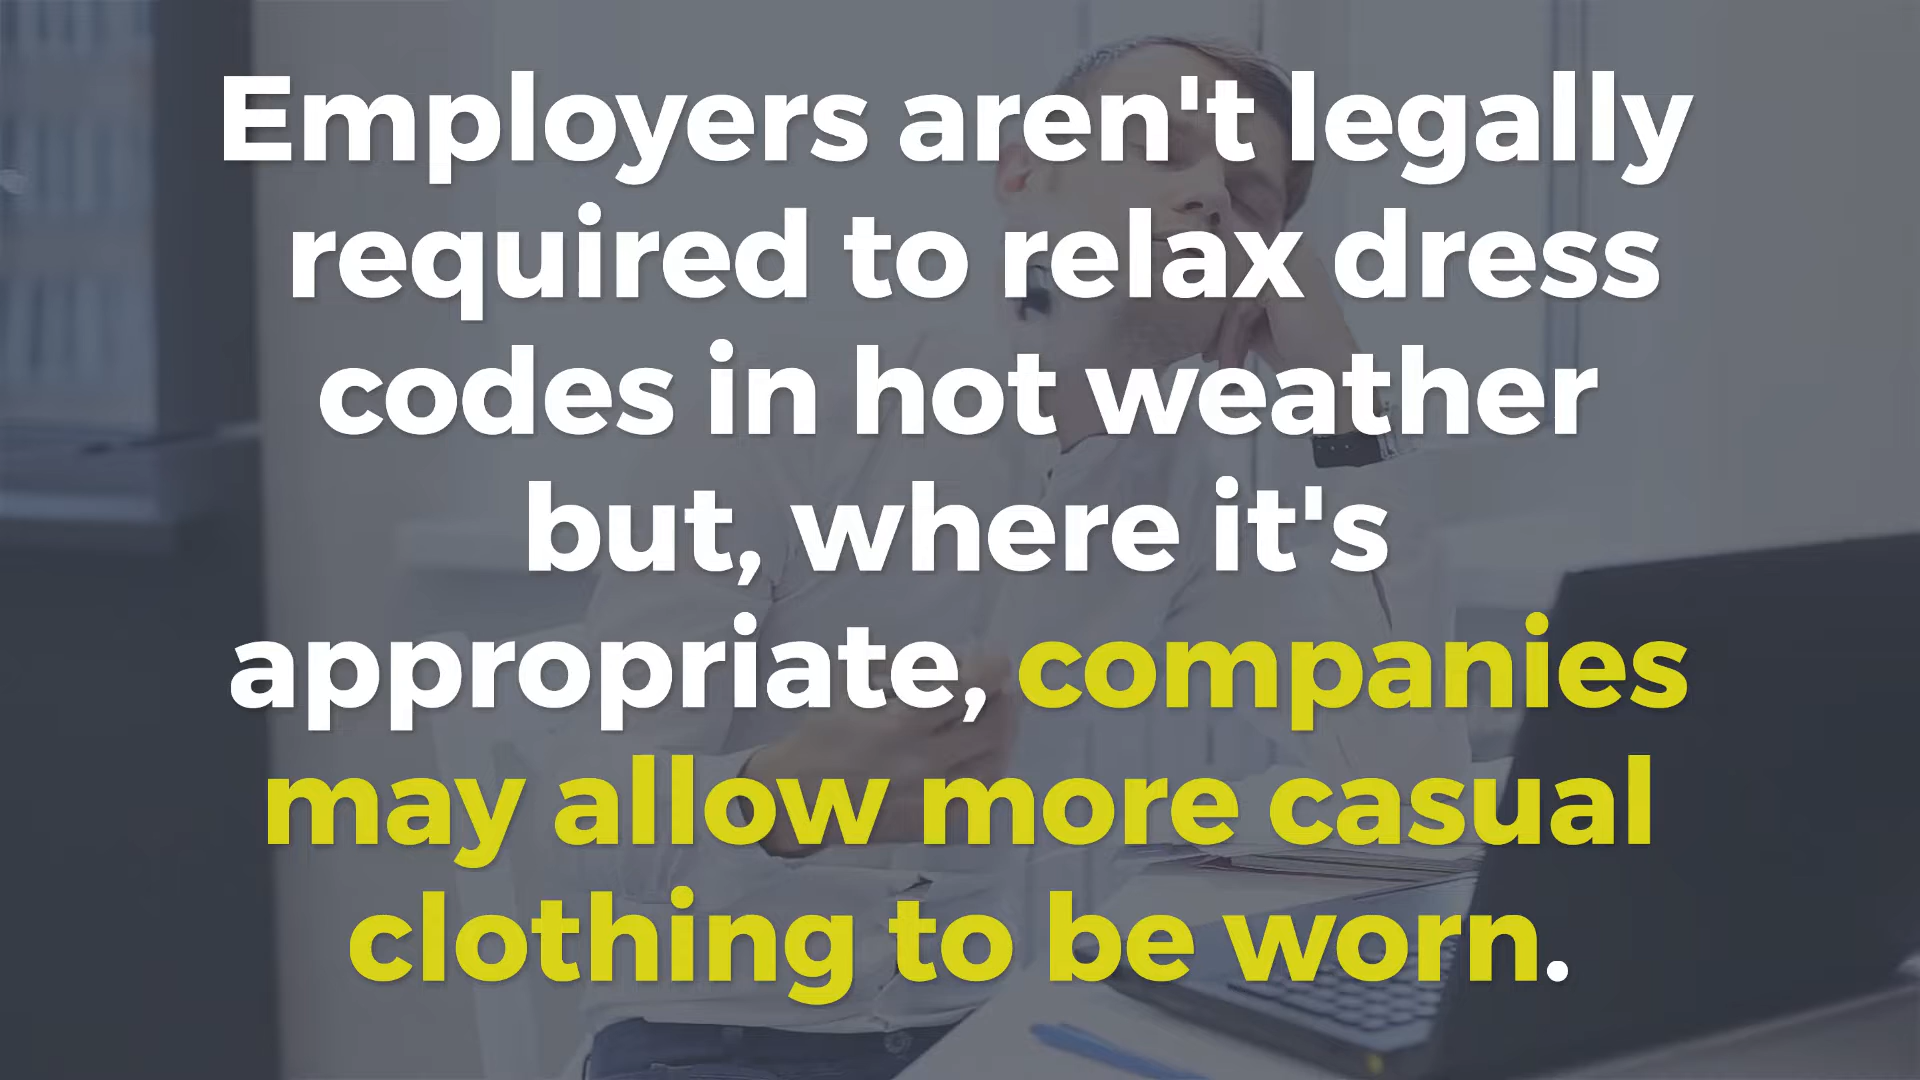 Employers aren't legally
required to relax dress
codes in hot weather
but, where it's
appropriate, companies
may allow more casual
clothing to be worn.